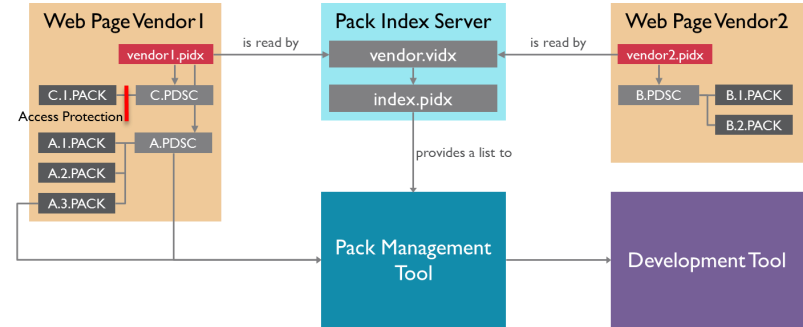 Web Page Vendor1
vendor1.pidx
C.1.PACK
C.PDSC
Access Protection
A.1.PACK
A.PDSC
A.2.PACK
A.3.PACK
is read by
Pack Index Server
vendor.vidx
index.pidx
is read by
Web Page Vendor2
vendor2.pidx
B.PDSC
B.1.PACK
B.2.PACK
provides a list to
Pack Management
Tool
Development Tool